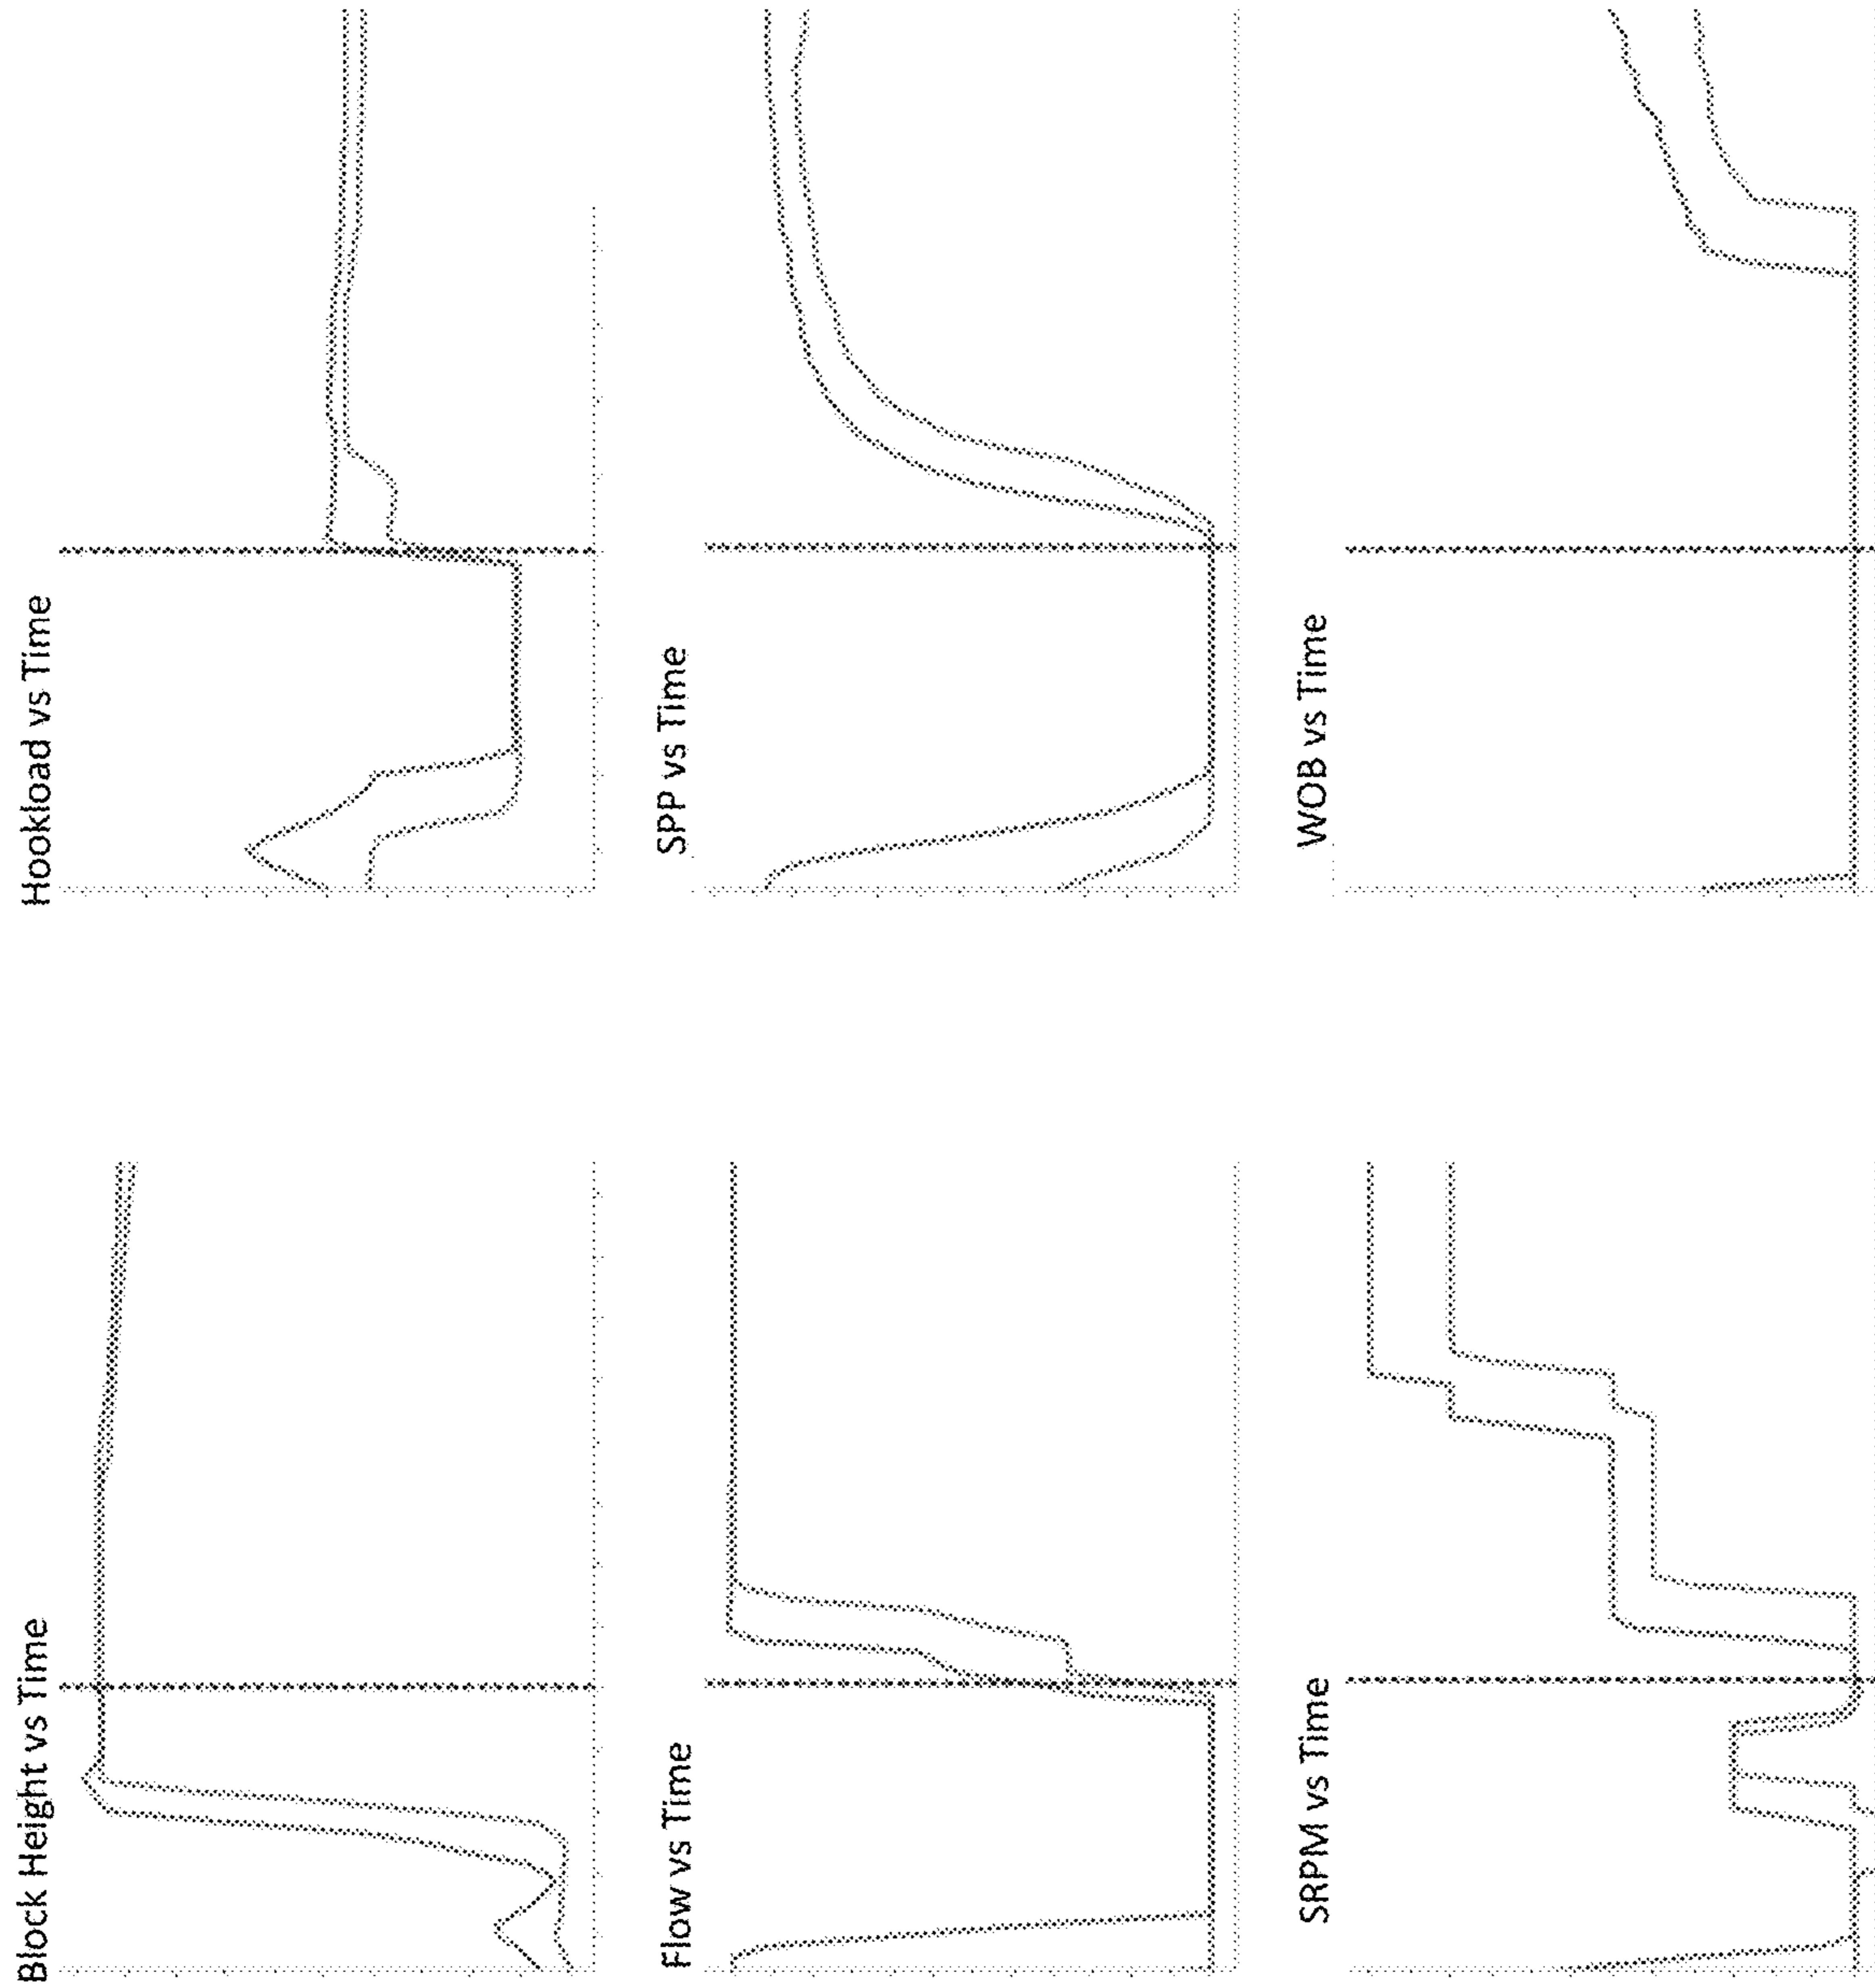 Block Height vs Time
Hookload vs Time
Flow vs Time
SPP vs Time
SRPM vs Time
WOB vs Time